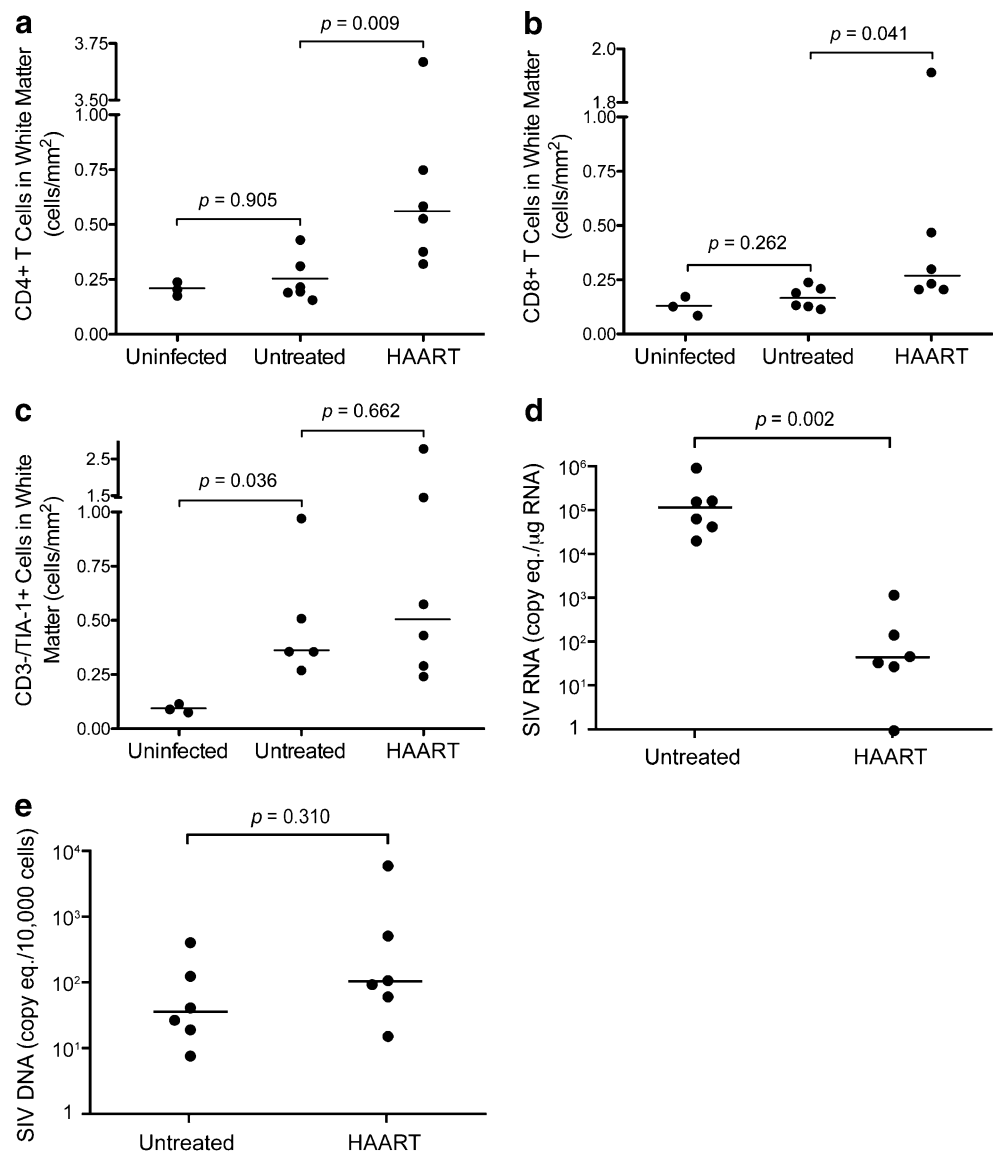 a
p = 0.009
CD4+ T Cells in White Matter
(cells/mm²)
3.75
3.50
1.00
0.75
0.50
0.25
0.00
p = 0.905
Uninfected Untreated HAART
b
p = 0.041
CD8+ T Cells in White Matter
(cells/mm²)
2.0
1.8
1.00
0.75
0.50
0.25
0.00
p = 0.262
Uninfected Untreated HAART
c
p = 0.662
CD3-/TIA-1+ Cells in White
Matter (cells/mm²)
2.5
1.5
1.00
0.75
0.50
0.25
0.00
p = 0.036
Uninfected Untreated HAART
d
p = 0.002
SIV RNA (copy eq./µg RNA)
10⁶
10⁵
10⁴
10³
10²
10¹
1
Untreated HAART
e
p = 0.310
SIV DNA (copy eq./10,000 cells)
10⁴
10³
10²
10¹
1
Untreated HAART